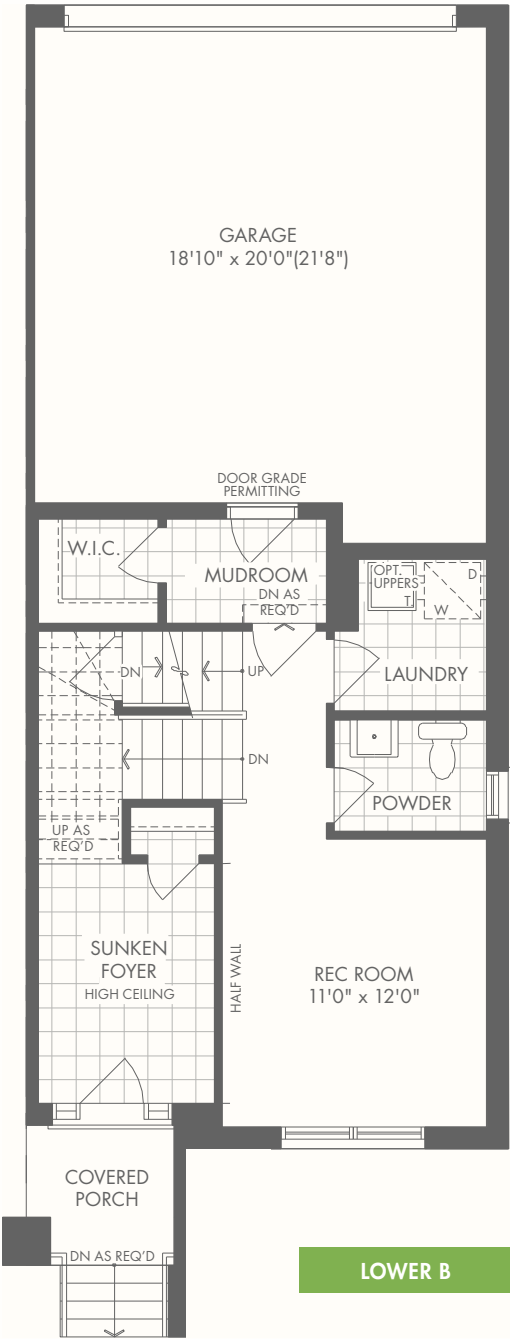 GARAGE
18'10" x 20'0"(21'8")
DOOR GRADE
PERMITTING
W.I.C.
MUDROOM
DN AS
REQ'D
OPT.
UPPERS
T.
D
W
LAUNDRY
DN
UP
DN
POWDER
UP AS
REQ'D
SUNKEN
FOYER
HIGH CEILING
HALF WALL
REC ROOM
11'0" x 12'0"
COVERED
PORCH
DN AS REQ'D
LOWER B